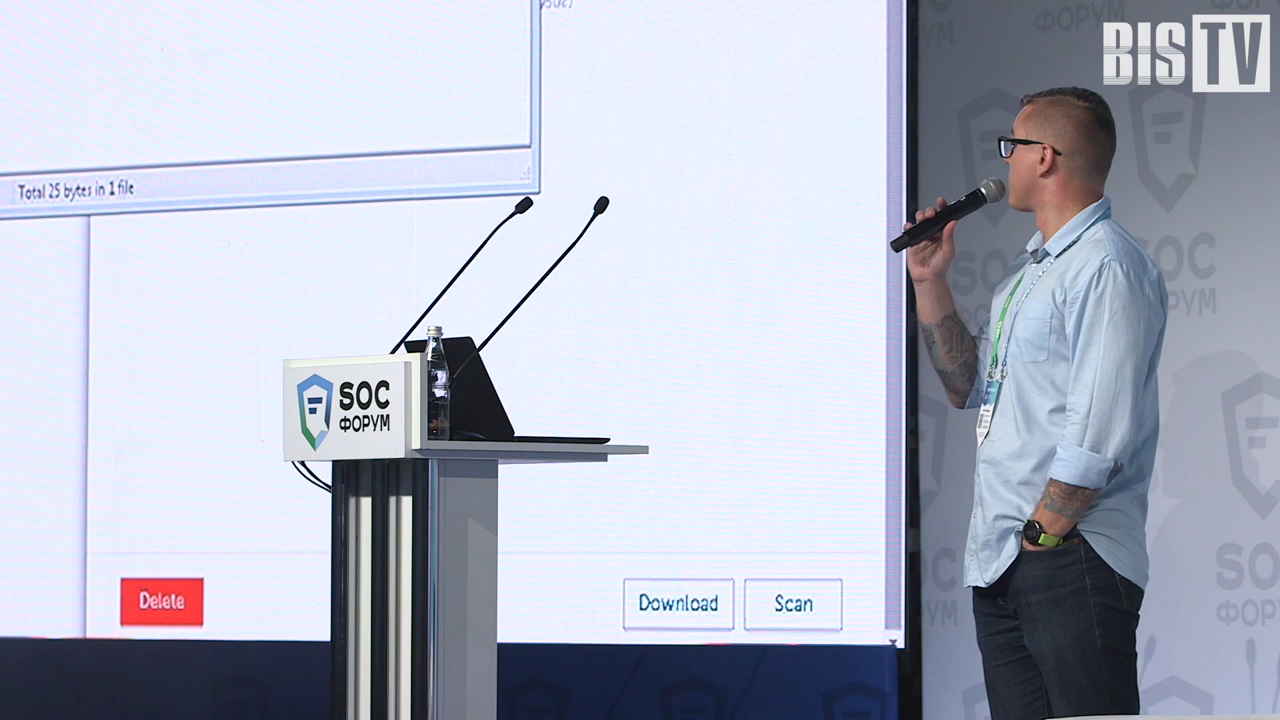 BIS TV
Total 25 bytes in 1 file
SOC
ФОРУМ
Delete
Download
Scan
SOC
ФОРУМ
SOC
ФОРУМ